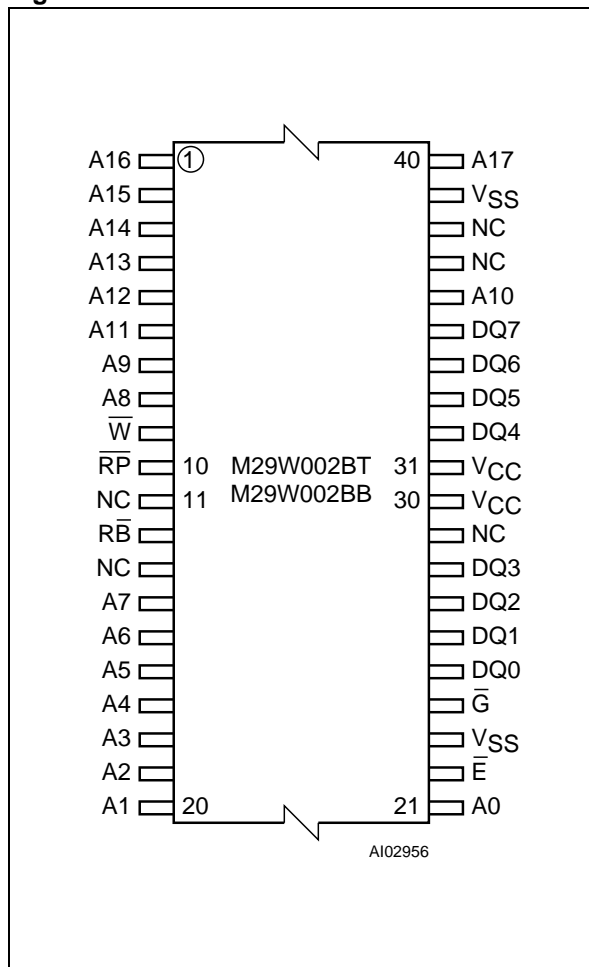 A16 1 40 A17
A15 VSS
A14 NC
A13 NC
A12 A10
A11 DQ7
A9 DQ6
A8 DQ5
W̅ DQ4
R̅P̅ 10 M29W002BT 31 VCC
NC 11 M29W002BB 30 VCC
RB̅ NC
NC DQ3
A7 DQ2
A6 DQ1
A5 DQ0
A4 G̅
A3 VSS
A2 E̅
A1 20 21 A0
AI02956